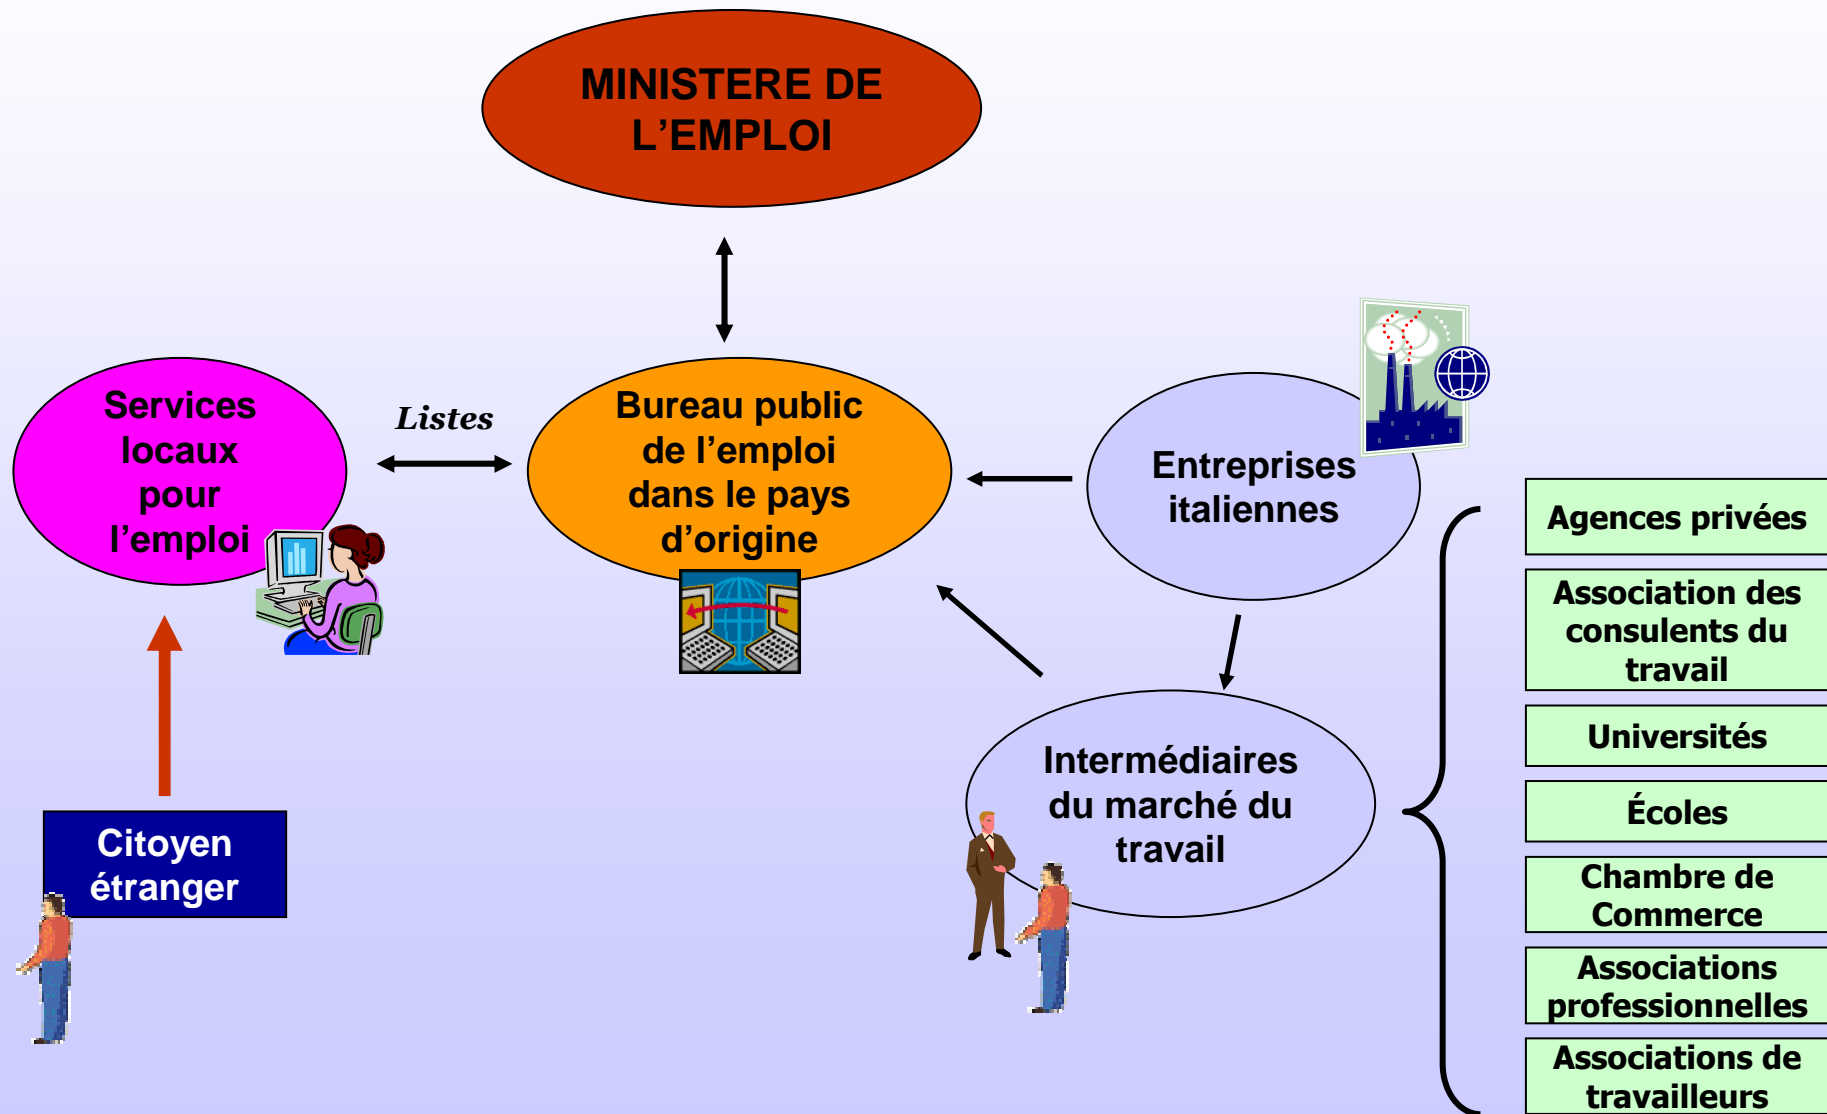 MINISTERE DE
L’EMPLOI
Services
locaux
pour
l’emploi
Listes
Bureau public
de l’emploi
dans le pays
d’origine
Entreprises
italiennes
Intermédiaires
du marché du
travail
Citoyen
étranger
Agences privées
Association des
consulents du
travail
Universités
Écoles
Chambre de
Commerce
Associations
professionnelles
Associations de
travailleurs